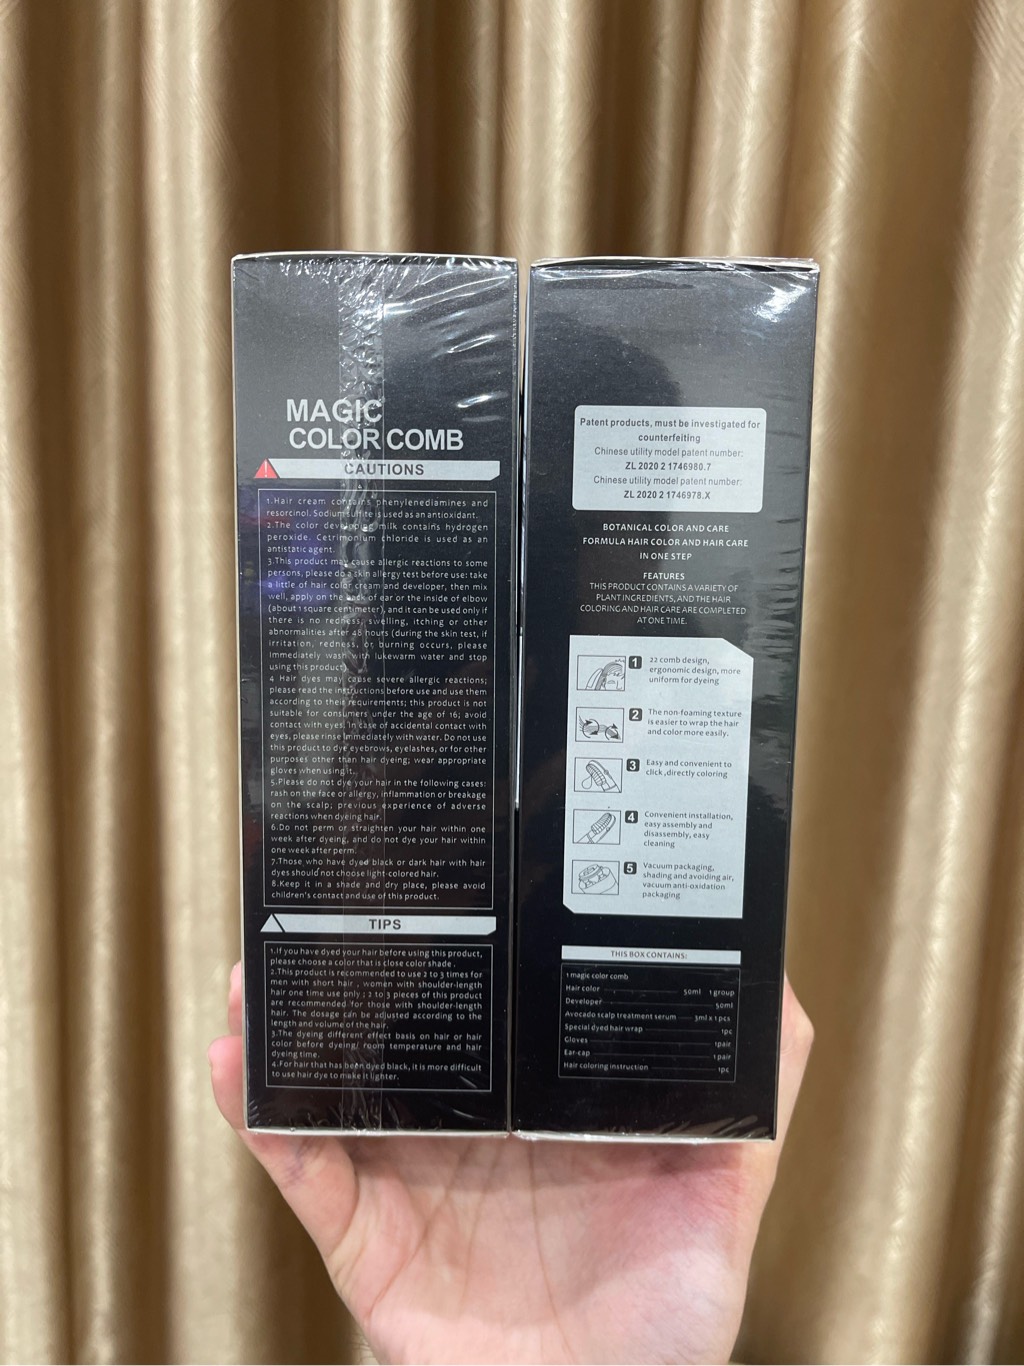 MAGIC
COLOR COMB
CAUTIONS
1.Hair cream contains phenylenediamines and
resorcinol. Sodium sulfite is used as an antioxidant.
2.The color developing milk contains hydrogen
peroxide. Cetrimonium chloride is used as an
antistatic agent.
3.This product may cause allergic reactions to some
persons, please do a skin allergy test before use: take
a little of hair color cream and developer, then mix
well, apply on the back of ear or the inside of elbow
(about 1 square centimeter), and it can be used only if
there is no redness, swelling, itching or other
abnormalities after 48 hours (during the skin test, if
irritation, redness, or burning occurs, please
immediately wash with lukewarm water and stop
using this product)
4 Hair dyes may cause severe allergic reactions;
please read the instructions before use and use them
according to their requirements; this product is not
suitable for consumers under the age of 16; avoid
contact with eyes. In case of accidental contact with
eyes, please rinse immediately with water. Do not use
this product to dye eyebrows, eyelashes, or for other
purposes other than hair dyeing; wear appropriate
gloves when using it.
5.Please do not dye your hair in the following cases:
rash on the face or allergy, inflammation or breakage
on the scalp; previous experience of adverse
reactions when dyeing hair.
6.Do not perm or straighten your hair within one
week after dyeing, and do not dye your hair within
one week after perm.
7.Those who have dyed black or dark hair with hair
dyes should not choose light-colored hair.
8.Keep it in a shade and dry place, please avoid
children's contact and use of this product.
TIPS
1.If you have dyed your hair before using this product,
please choose a color that is close color shade.
2.This product is recommended to use 2 to 3 times for
men with short hair , women with shoulder-length
hair one time use only ; 2 to 3 pieces of this product
are recommended for those with shoulder-length
hair. The dosage can be adjusted according to the
length and volume of the hair.
3.The dyeing different effect basis on hair or hair
color before dyeing/ room temperature and hair
dyeing time.
4.For hair that has been dyed black, it is more difficult
to use hair dye to make it lighter.
Patent products, must be investigated for
counterfeiting
Chinese utility model patent number:
ZL 2020 2 1746980.7
Chinese utility model patent number:
ZL 2020 2 1746978.X
BOTANICAL COLOR AND CARE
FORMULA HAIR COLOR AND HAIR CARE
IN ONE STEP
FEATURES
THIS PRODUCT CONTAINS A VARIETY OF
PLANT INGREDIENTS, AND THE HAIR
COLORING AND HAIR CARE ARE COMPLETED
AT ONE TIME.
1 22 comb design,
ergonomic design, more
uniform for dyeing
2 The non-foaming texture
is easier to wrap the hair
and color more easily.
3 Easy and convenient to
click ,directly coloring
4 Convenient installation,
easy assembly and
disassembly, easy
cleaning
5 Vacuum packaging,
shading and avoiding air,
vacuum anti-oxidation
packaging
THIS BOX CONTAINS:
1 magic color comb
Hair color 50ml 1 group
Developer 50ml
Avocado scalp treatment serum 3ml x 1 pcs
Special dyed hair wrap 1pc
Gloves 1pair
Ear-cap 1 pair
Hair coloring instruction 1pc